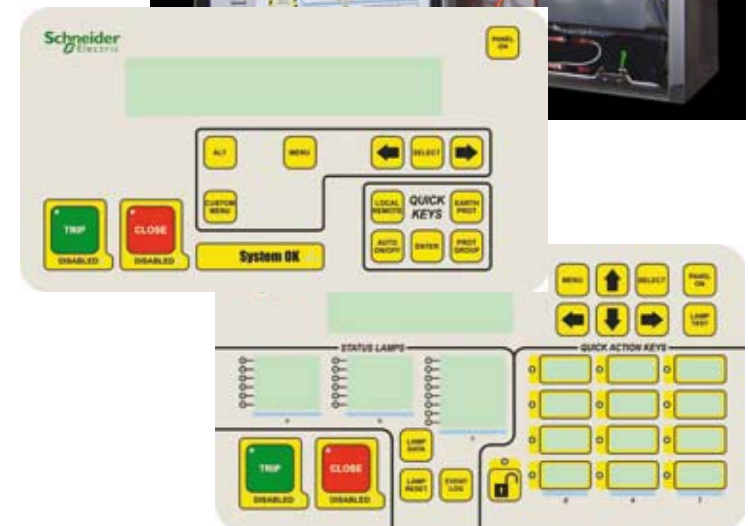 Schneider
Electric
PANEL
ON
ALT
MENU
SELECT
CUSTOM
MENU
LOCAL
REMOTE
QUICK
KEYS
EARTH
PROT
AUTO
ON/OFF
ENTER
PROT
GROUP
TRIP
CLOSE
DISABLED
DISABLED
System OK
MENU
SELECT
PANEL
ON
LAMP
TEST
STATUS LAMPS
QUICK ACTION KEYS
LAMP
DATA
TRIP
CLOSE
LAMP
RESET
EVENT
LOG
DISABLED
DISABLED